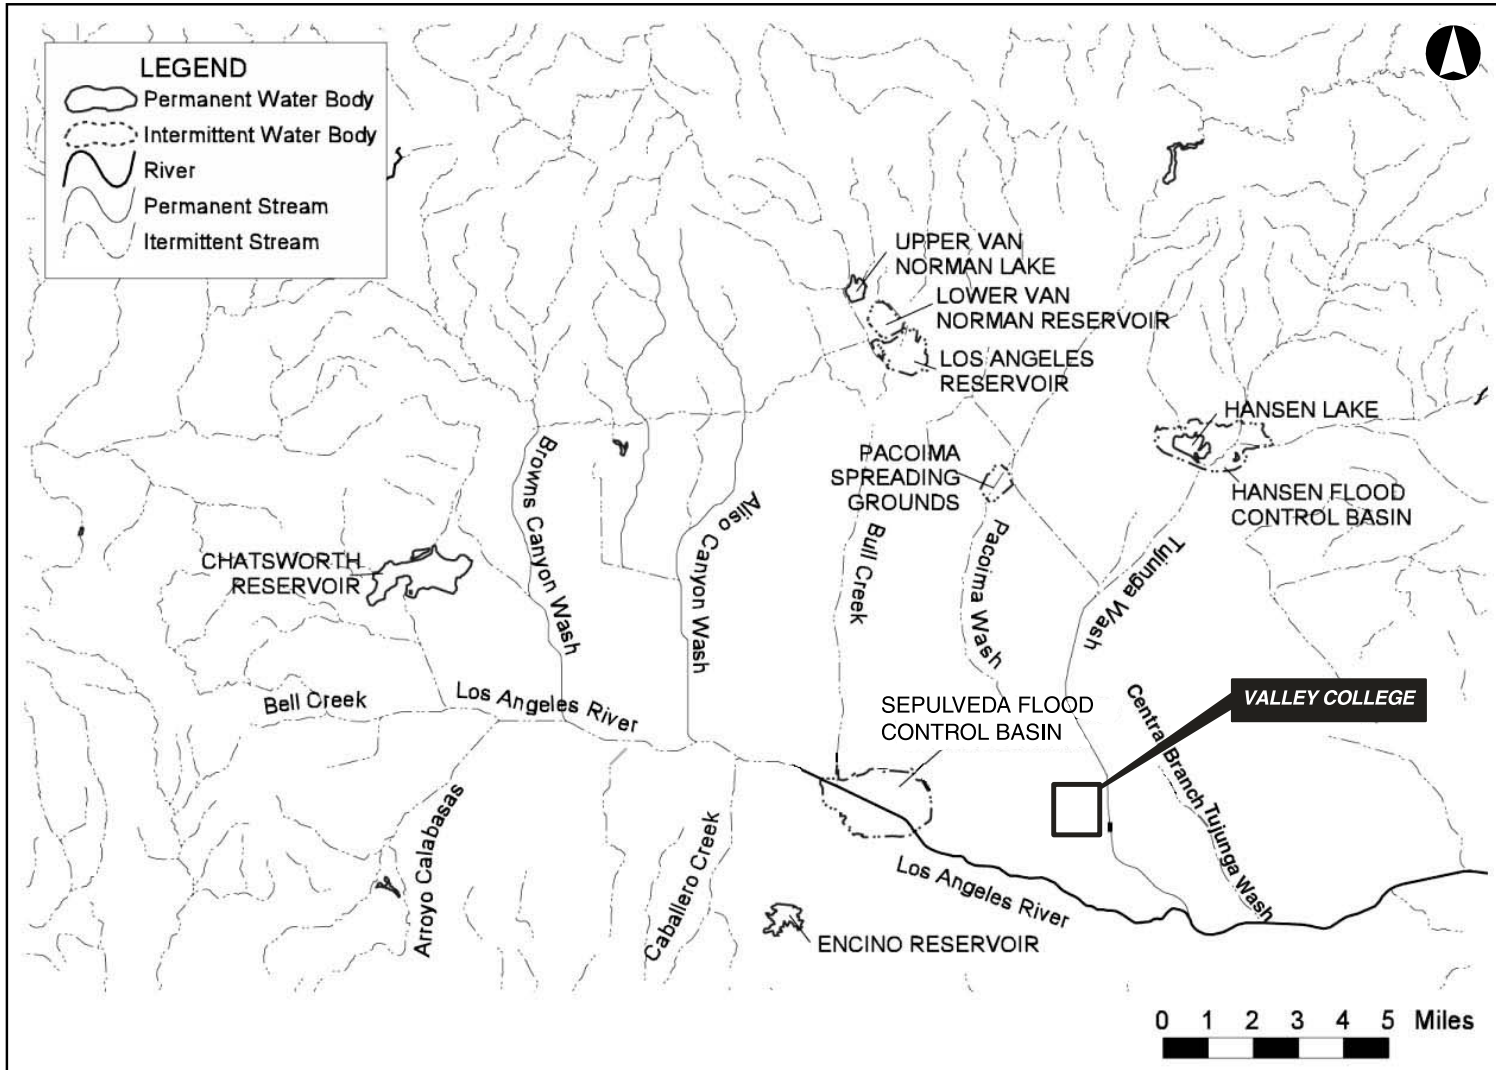 LEGEND
Permanent Water Body
Intermittent Water Body
River
Permanent Stream
Itermittent Stream
UPPER VAN
NORMAN LAKE
LOWER VAN
NORMAN RESERVOIR
LOS ANGELES
RESERVOIR
HANSEN LAKE
HANSEN FLOOD
CONTROL BASIN
PACOIMA
SPREADING
GROUNDS
Browns Canyon Wash
Aliso Canyon Wash
Bull Creek
Pacoima Wash
Tujunga Wash
CHATSWORTH
RESERVOIR
Bell Creek
Los Angeles River
SEPULVEDA FLOOD
CONTROL BASIN
VALLEY COLLEGE
Central Branch Tujunga Wash
Arroyo Calabasas
Caballero Creek
Los Angeles River
ENCINO RESERVOIR
0 1 2 3 4 5 Miles